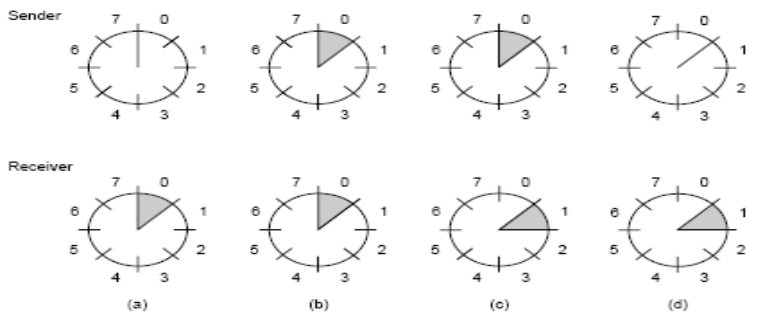 Sender
7 0 7 0 7 0 7 0
6 1 6 1 6 1 6 1
5 2 5 2 5 2 5 2
4 3 4 3 4 3 4 3
Receiver
7 0 7 0 7 0 7 0
6 1 6 1 6 1 6 1
5 2 5 2 5 2 5 2
4 3 4 3 4 3 4 3
(a) (b) (c) (d)